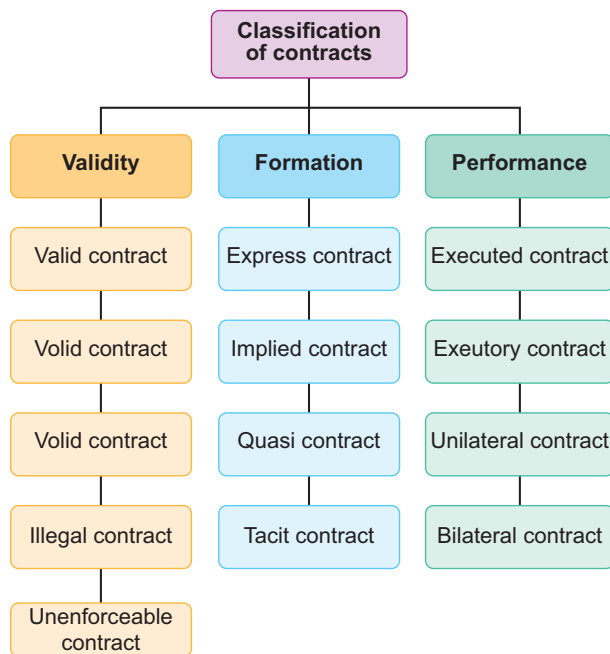 Classification
of contracts
Validity
Formation
Performance
Valid contract
Express contract
Executed contract
Volid contract
Implied contract
Exeutory contract
Volid contract
Quasi contract
Unilateral contract
Illegal contract
Tacit contract
Bilateral contract
Unenforceable
contract